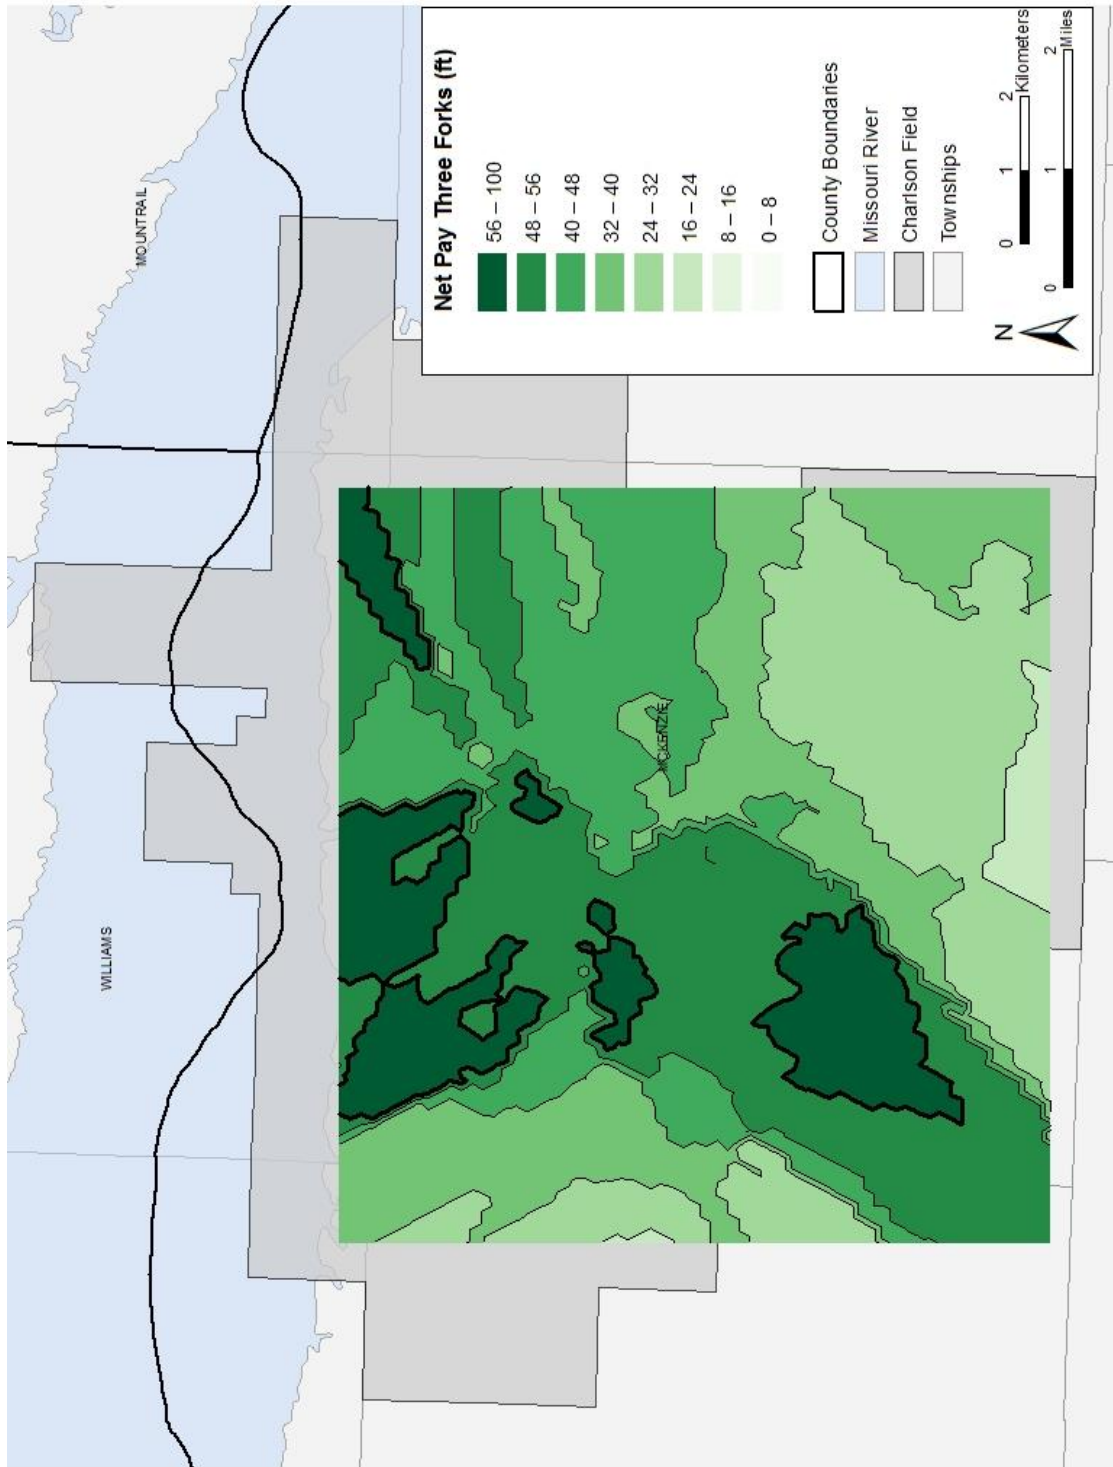 MOUNTRAIL
WILLIAMS
MCKENZIE
Net Pay Three Forks (ft)
56 – 100
48 – 56
40 – 48
32 – 40
24 – 32
16 – 24
8 – 16
0 – 8
County Boundaries
Missouri River
Charlson Field
Townships
N
0 1 2 Kilometers
0 1 2 Miles